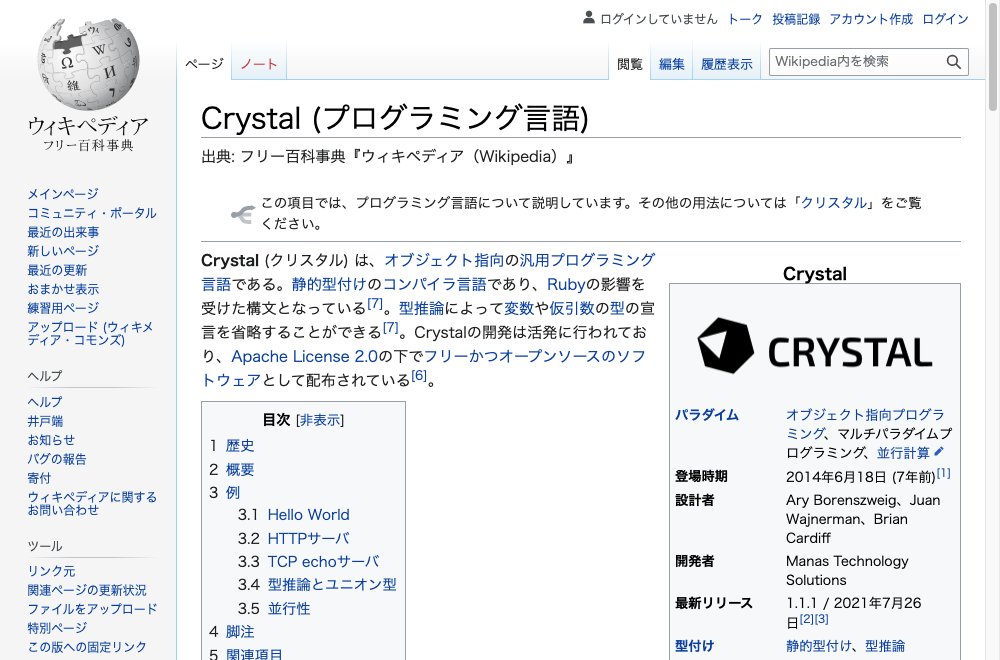 ログインしていません トーク 投稿記録 アカウント作成 ログイン
ページ ノート 閲覧 編集 履歴表示 Wikipedia内を検索
ウィキペディア
フリー百科事典
メインページ
コミュニティ・ポータル
最近の出来事
新しいページ
最近の更新
おまかせ表示
練習用ページ
アップロード (ウィキメ
ディア・コモンズ)
ヘルプ
ヘルプ
井戸端
お知らせ
バグの報告
寄付
ウィキペディアに関する
お問い合わせ
ツール
リンク元
関連ページの更新状況
ファイルをアップロード
特別ページ
この版への固定リンク
Crystal (プログラミング言語)
出典: フリー百科事典『ウィキペディア（Wikipedia）』
この項目では、プログラミング言語について説明しています。その他の用法については「クリスタル」をご覧
ください。
Crystal (クリスタル) は、オブジェクト指向の汎用プログラミング
言語である。静的型付けのコンパイラ言語であり、Rubyの影響を
受けた構文となっている[7]。型推論によって変数や仮引数の型の宣
言を省略することができる[7]。Crystalの開発は活発に行われてお
り、Apache License 2.0の下でフリーかつオープンソースのソフ
トウェアとして配布されている[6]。
目次 [非表示]
1 歴史
2 概要
3 例
3.1 Hello World
3.2 HTTPサーバ
3.3 TCP echoサーバ
3.4 型推論とユニオン型
3.5 並行性
4 脚注
5 関連項目
Crystal
CRYSTAL
パラダイム オブジェクト指向プログラ
ミング、マルチパラダイムプ
ログラミング、並行計算
登場時期 2014年6月18日 (7年前)[1]
設計者 Ary Borenszweig、Juan
Wajnerman、Brian
Cardiff
開発者 Manas Technology
Solutions
最新リリース 1.1.1 / 2021年7月26
日[2][3]
型付け 静的型付け、型推論